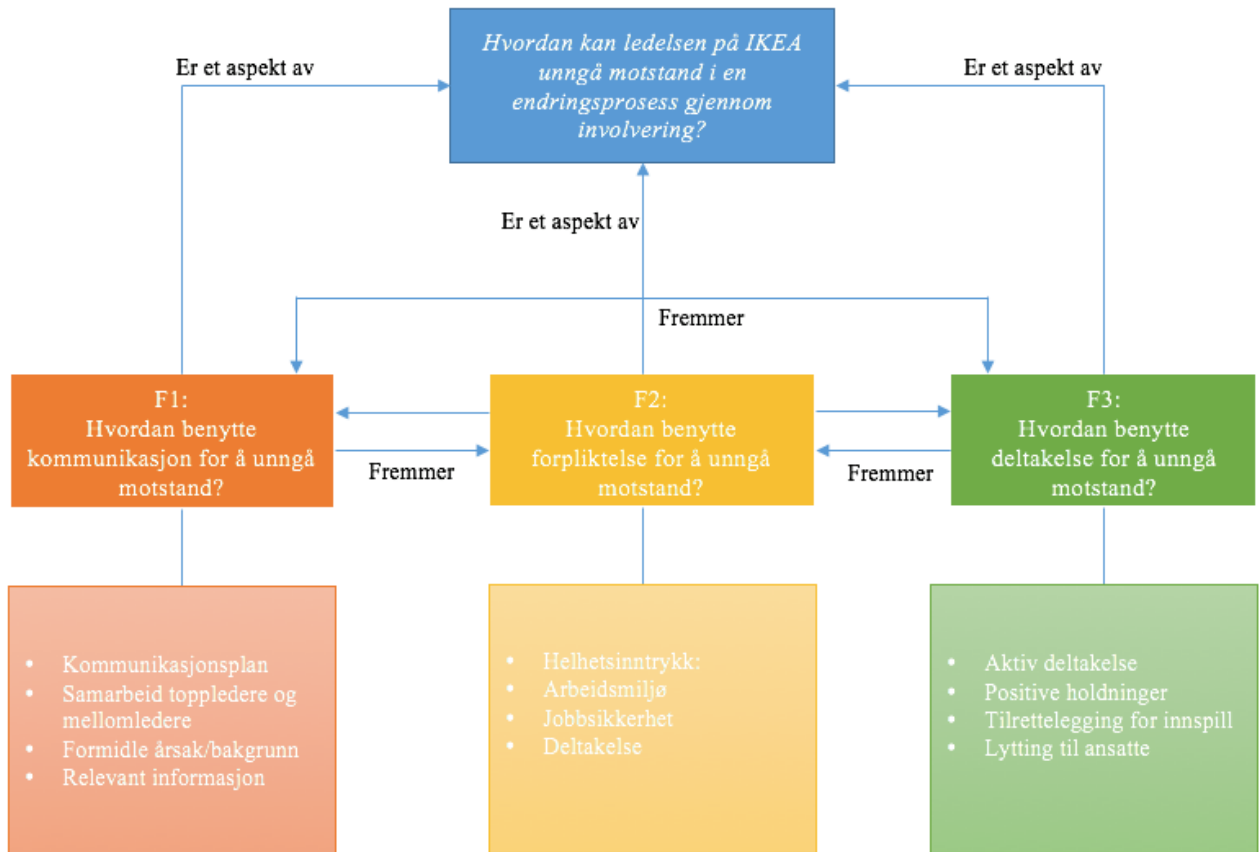 Hvordan kan ledelsen på IKEA
unngå motstand i en
endringsprosess gjennom
involvering?
Er et aspekt av
Er et aspekt av
Er et aspekt av
Fremmer
F1:
Hvordan benytte
kommunikasjon for å unngå
motstand?
Fremmer
F2:
Hvordan benytte
forpliktelse for å unngå
motstand?
Fremmer
F3:
Hvordan benytte
deltakelse for å unngå
motstand?
• Kommunikasjonsplan
• Samarbeid toppledere og
mellomledere
• Formidle årsak/bakgrunn
• Relevant informasjon
• Helhetsinntrykk:
• Arbeidsmiljø
• Jobbsikkerhet
• Deltakelse
• Aktiv deltakelse
• Positive holdninger
• Tilrettelegging for innspill
• Lytting til ansatte